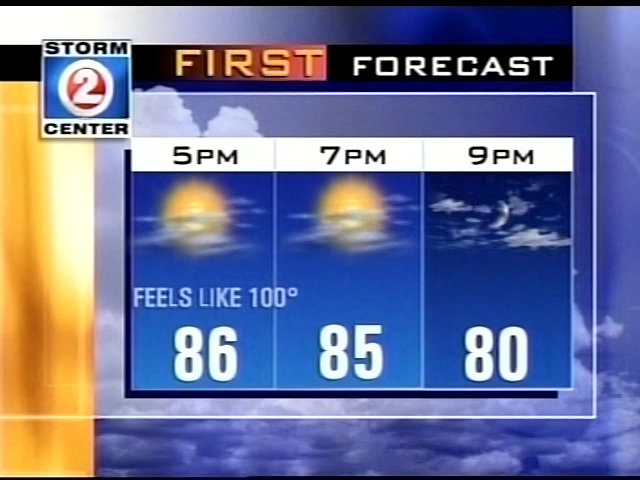 STORM
2
CENTER
FIRST FORECAST
5PM 7PM 9PM
FEELS LIKE 100°
86 85 80